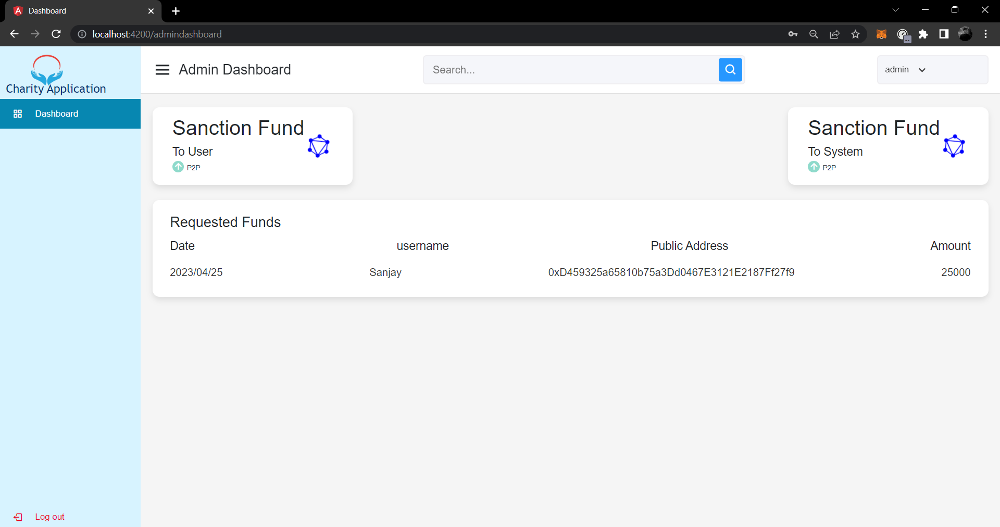 Dashboard
localhost:4200/admindashboard
Charity Application
Admin Dashboard
Search...
admin
Dashboard
Sanction Fund
To User
P2P
Sanction Fund
To System
P2P
Requested Funds
Date username Public Address Amount
2023/04/25 Sanjay 0xD459325a65810b75a3Dd0467E3121E2187Ff27f9 25000
Log out